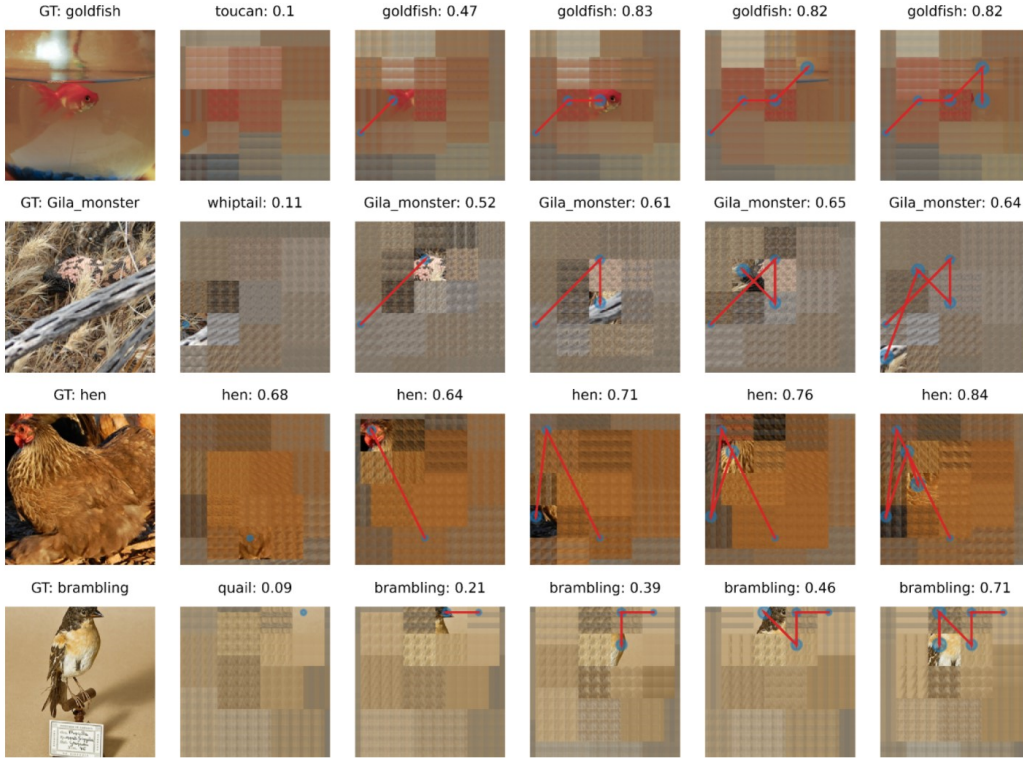 GT: goldfish toucan: 0.1 goldfish: 0.47 goldfish: 0.83 goldfish: 0.82 goldfish: 0.82
GT: Gila_monster whiptail: 0.11 Gila_monster: 0.52 Gila_monster: 0.61 Gila_monster: 0.65 Gila_monster: 0.64
GT: hen hen: 0.68 hen: 0.64 hen: 0.71 hen: 0.76 hen: 0.84
GT: brambling quail: 0.09 brambling: 0.21 brambling: 0.39 brambling: 0.46 brambling: 0.71